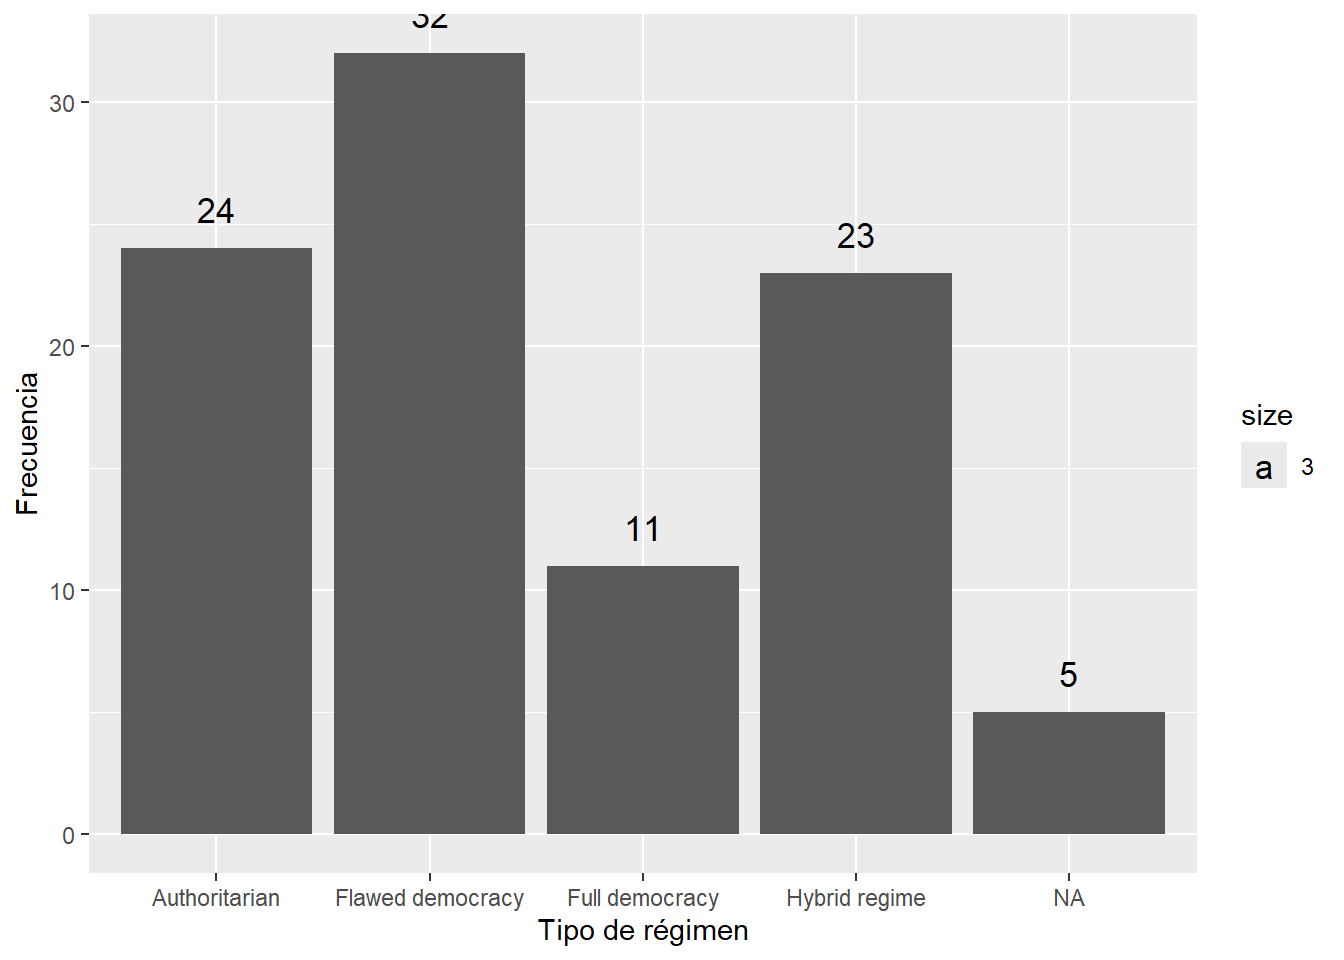 32
30
24
23
20
Frecuencia
size
a 3
11
10
5
0
Authoritarian Flawed democracy Full democracy Hybrid regime NA
Tipo de régimen